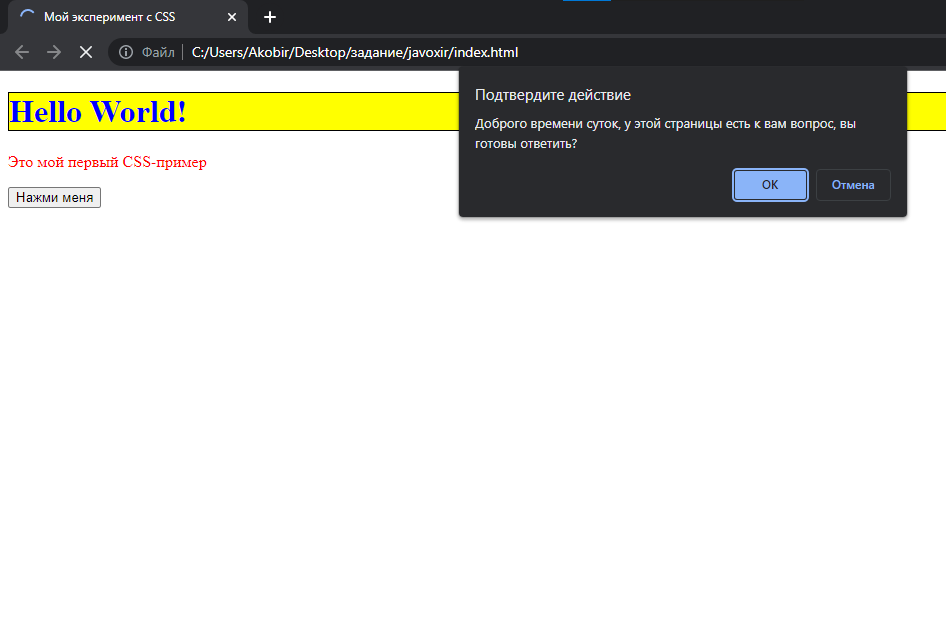 Мой эксперимент с CSS
Файл
C:/Users/Akobir/Desktop/задание/javoxir/index.html
Подтвердите действие
Доброго времени суток, у этой страницы есть к вам вопрос, вы
готовы ответить?
ОК
Отмена
Hello World!
Это мой первый CSS-пример
Нажми меня